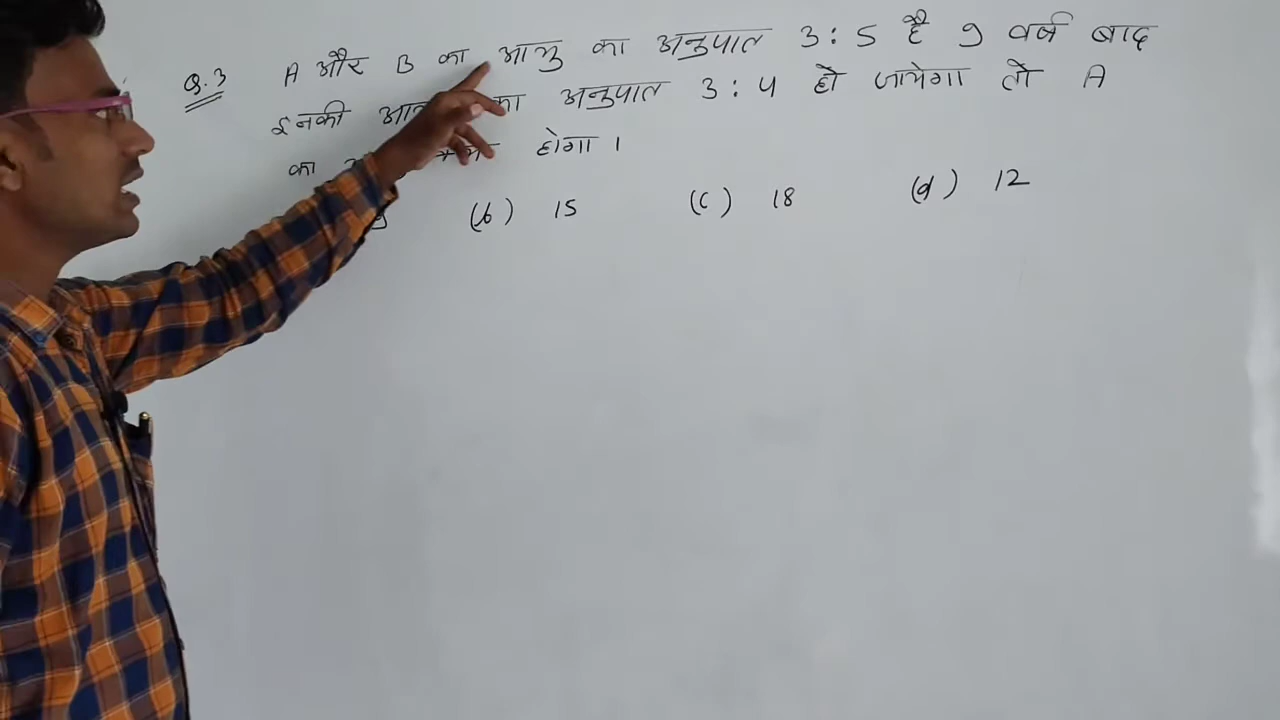 Q.3 A और B का आयु का अनुपात 3:5 है 9 वर्ष बाद
इनकी का अनुपात 3:4 हो जायेगा तो A
का होगा।
(b) 15 (c) 18 (d) 12